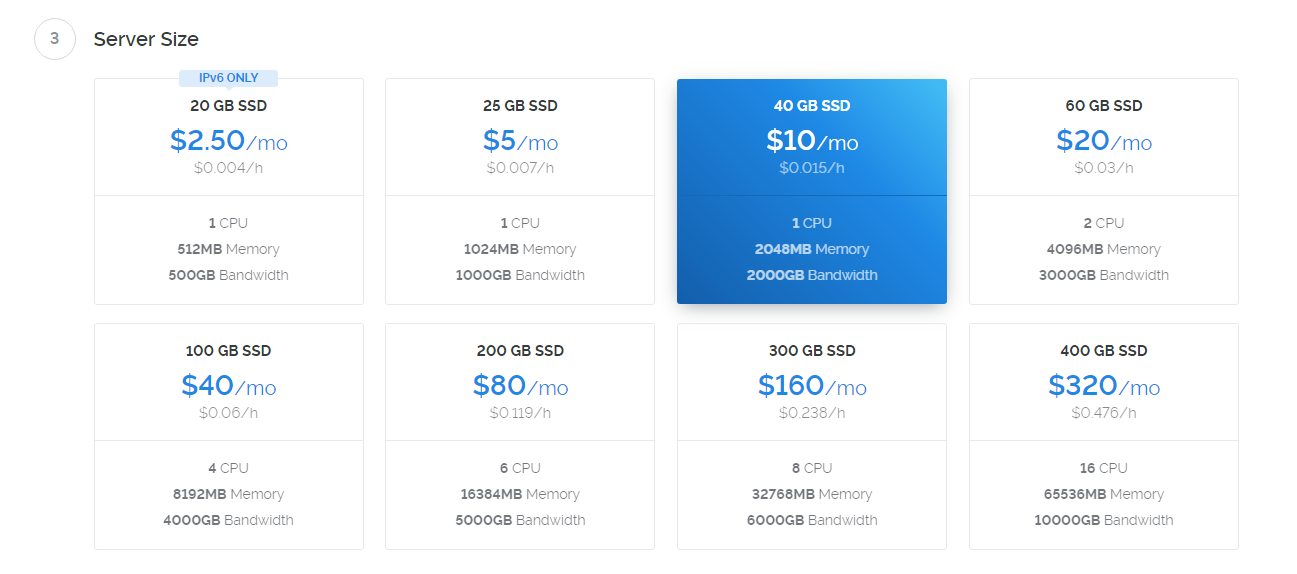 3
Server Size
IPv6 ONLY
20 GB SSD
$2.50/mo
$0.004/h
1 CPU
512MB Memory
500GB Bandwidth
25 GB SSD
$5/mo
$0.007/h
1 CPU
1024MB Memory
1000GB Bandwidth
40 GB SSD
$10/mo
$0.015/h
1 CPU
2048MB Memory
2000GB Bandwidth
60 GB SSD
$20/mo
$0.03/h
2 CPU
4096MB Memory
3000GB Bandwidth
100 GB SSD
$40/mo
$0.06/h
4 CPU
8192MB Memory
4000GB Bandwidth
200 GB SSD
$80/mo
$0.119/h
6 CPU
16384MB Memory
5000GB Bandwidth
300 GB SSD
$160/mo
$0.238/h
8 CPU
32768MB Memory
6000GB Bandwidth
400 GB SSD
$320/mo
$0.476/h
16 CPU
65536MB Memory
10000GB Bandwidth